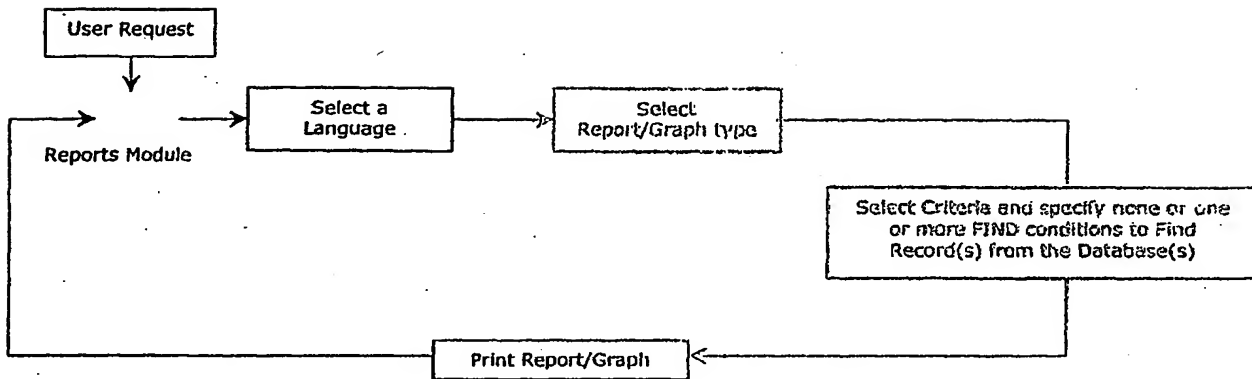 User Request
Select a
Language
Select
Report/Graph type
Reports Module
Select Criteria and specify none or one
or more FIND conditions to Find
Record(s) from the Database(s)
Print Report/Graph